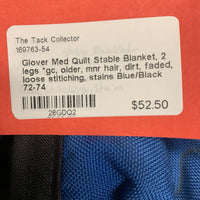 The Tack Collector
169763-54
Glover Med Quilt Stable Blanket, 2
legs "gc, older, mnr hair, dirt, faded,
loose stitiching, stains Blue/Black
72-74
$52.50
28GDQ2